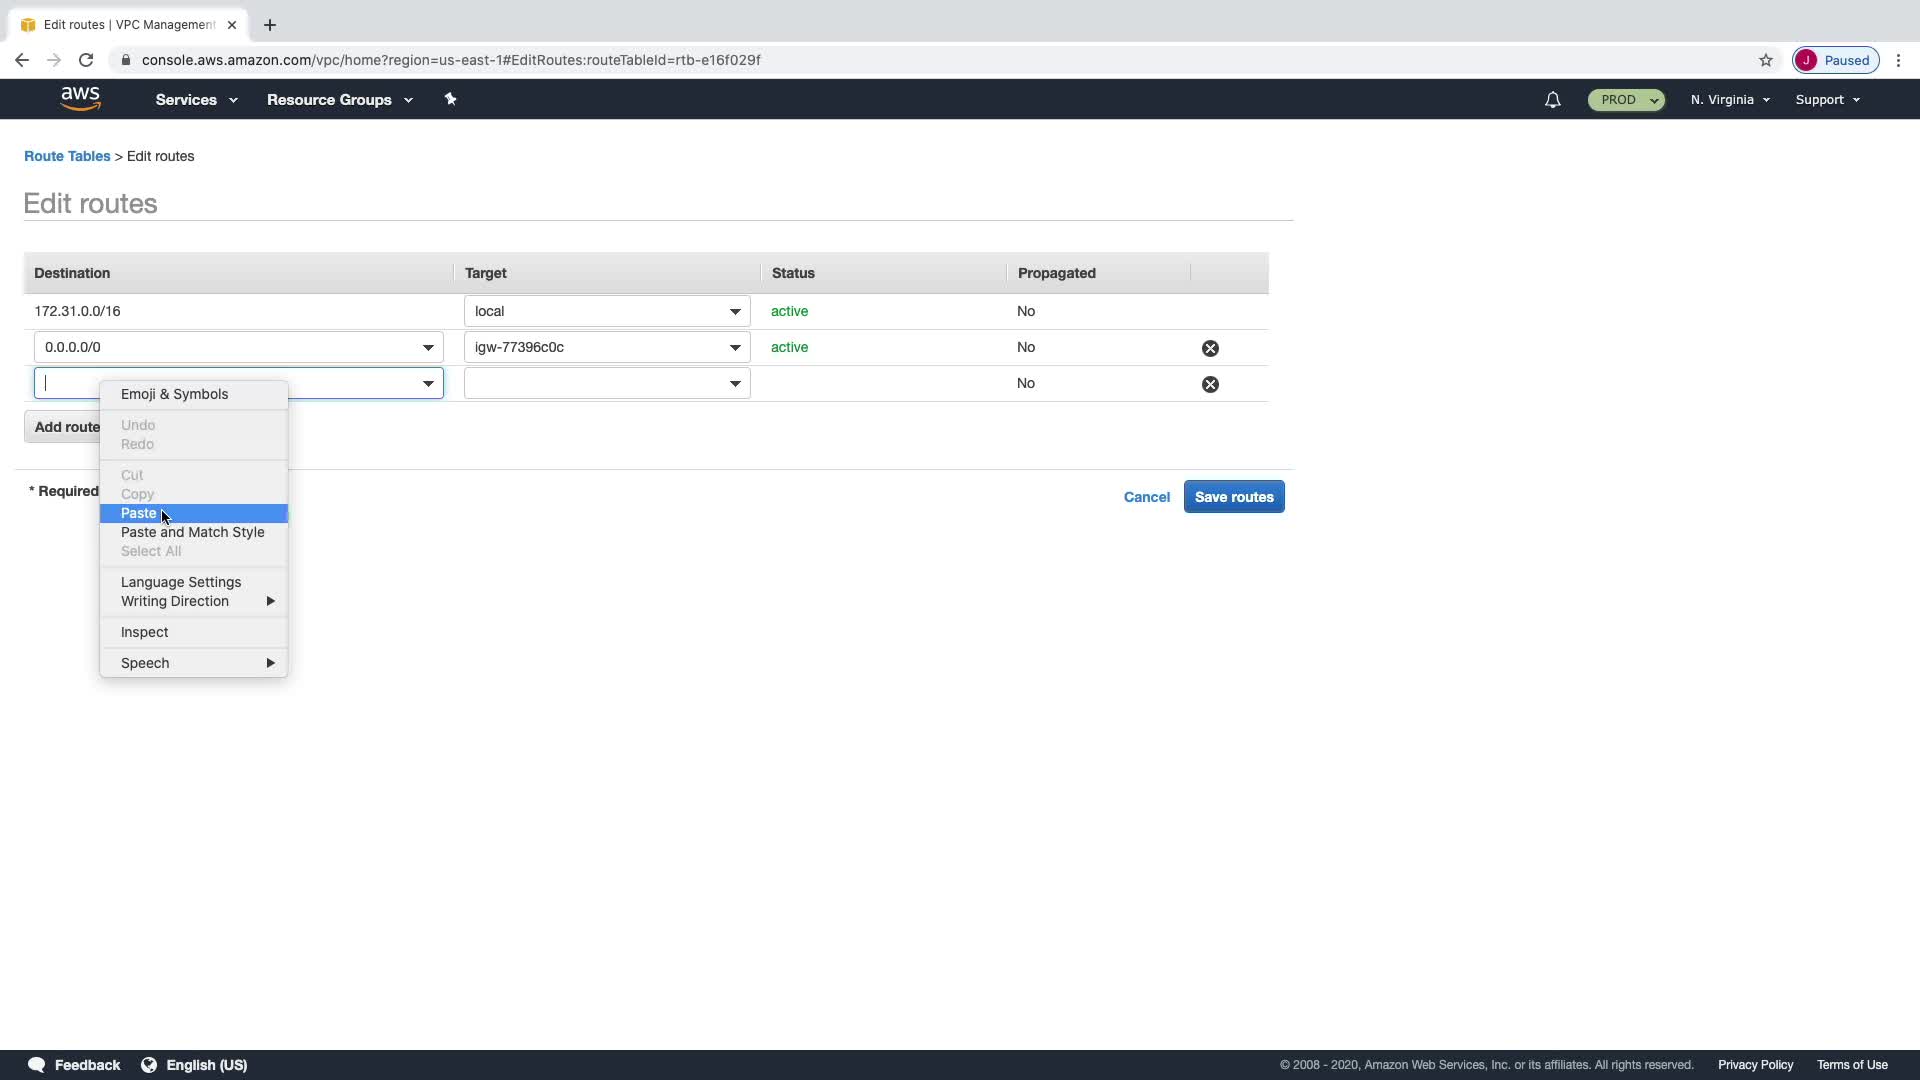 Edit routes | VPC Management
console.aws.amazon.com/vpc/home?region=us-east-1#EditRoutes:routeTableId=rtb-e16f029f
J Paused
aws Services Resource Groups PROD N. Virginia Support
Route Tables > Edit routes
Edit routes
Destination Target Status Propagated
172.31.0.0/16 local active No
0.0.0.0/0 igw-77396c0c active No
No
Add route
* Required
Cancel Save routes
Emoji & Symbols
Undo
Redo
Cut
Copy
Paste
Paste and Match Style
Select All
Language Settings
Writing Direction
Inspect
Speech
Feedback English (US) © 2008 - 2020, Amazon Web Services, Inc. or its affiliates. All rights reserved. Privacy Policy Terms of Use